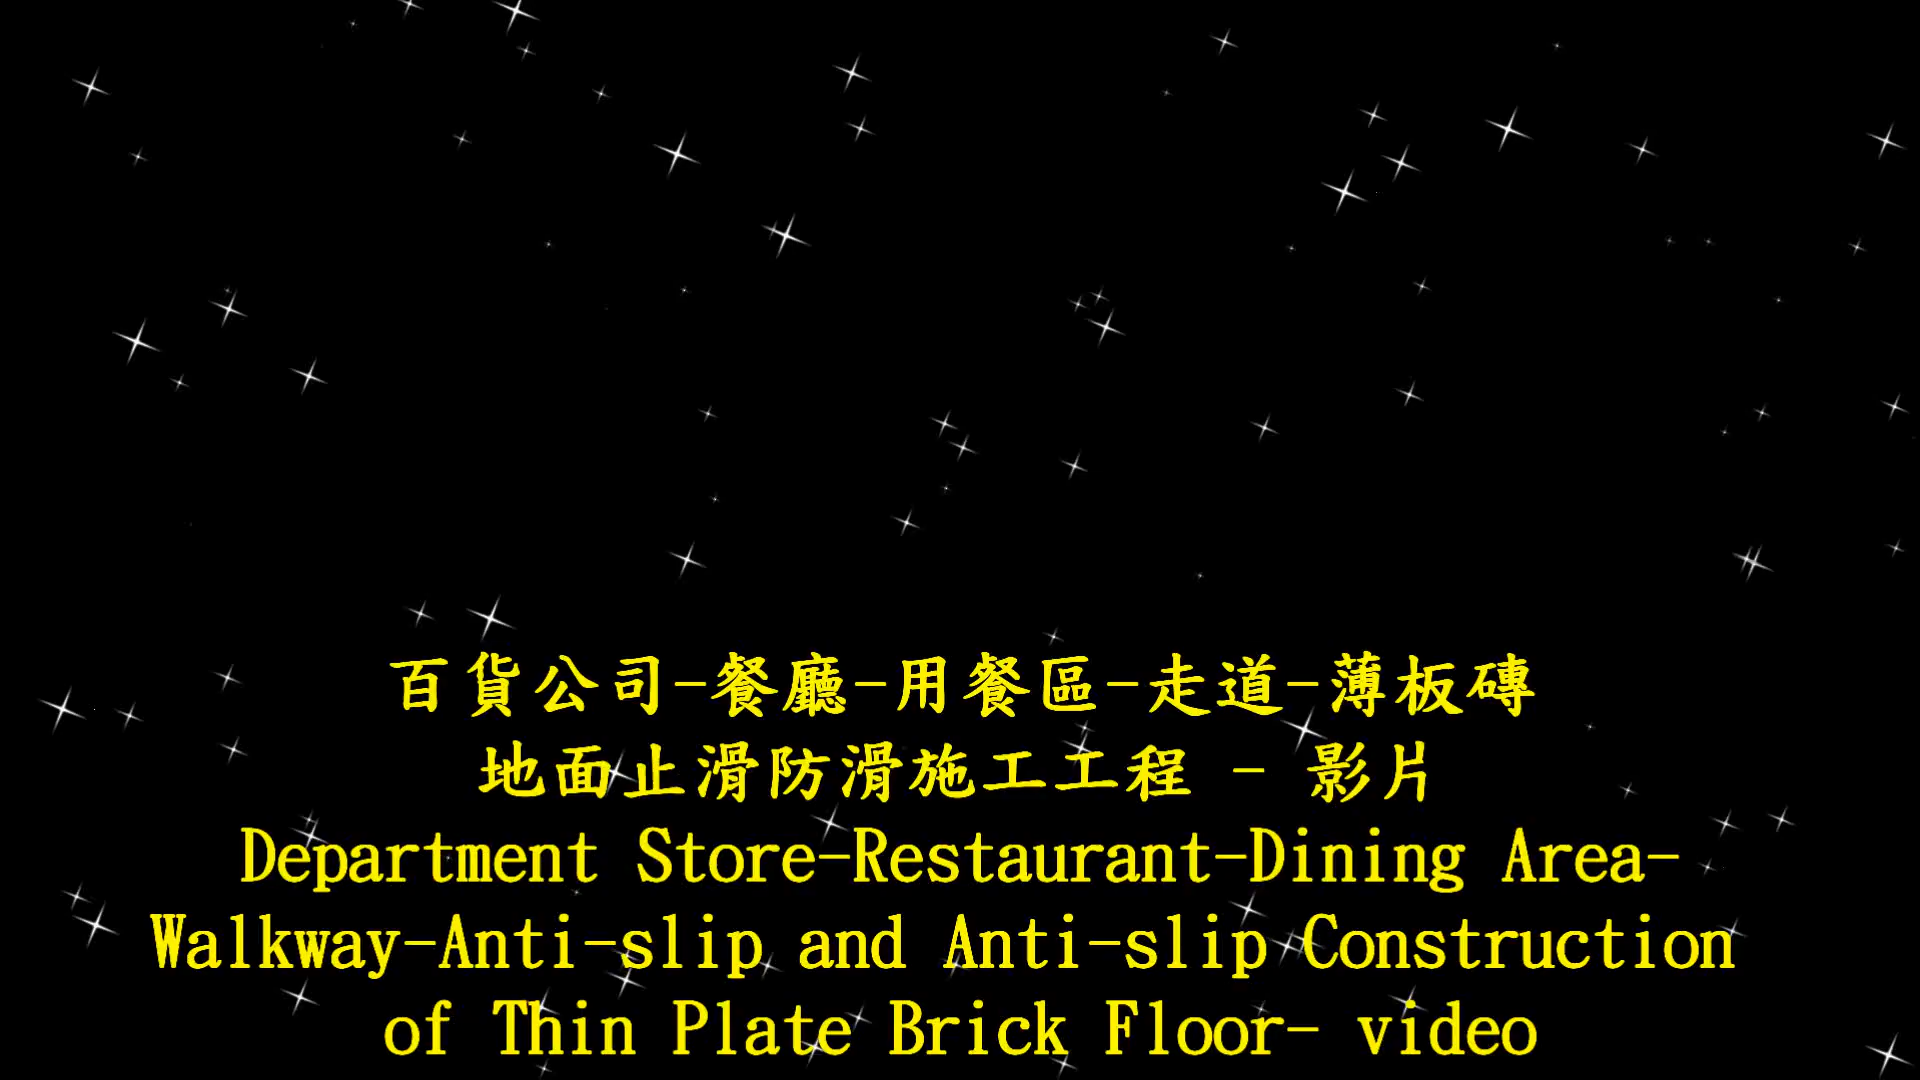 百貨公司-餐廳-用餐區-走道-薄板磚
地面止滑防滑施工工程 - 影片
Department Store-Restaurant-Dining Area-
Walkway-Anti-slip and Anti-slip Construction
of Thin Plate Brick Floor- video